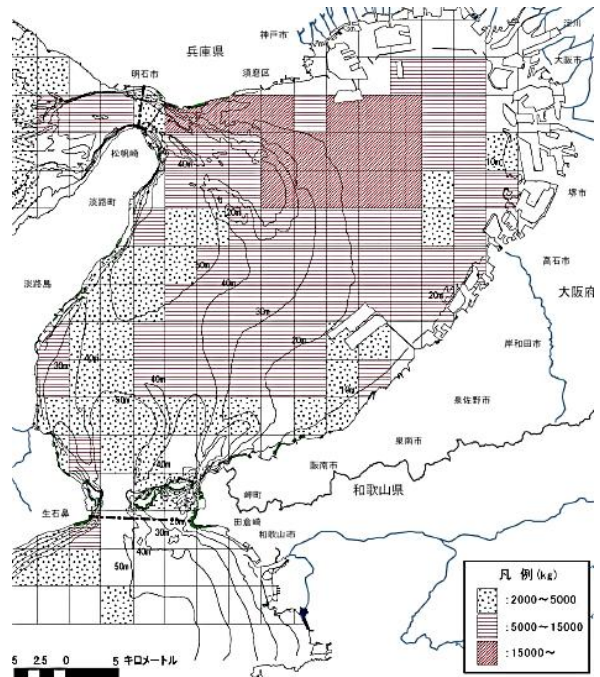 兵庫県
神戸市
淀川
大阪市
明石市
須磨区
松帆崎
40m
10m
淡路町
20m
堺市
50m
高石市
淡路島
40m
大阪府
20m
30m
20m
岸和田市
30m
40m
40m
10m
泉佐野市
50m
泉南市
40m
阪南市
岬町
和歌山県
生石鼻
田倉崎
20m
30m
和歌山市
40m
50m
凡 例 (kg)
:2000～5000
:5000～15000
:15000～
5 2.5 0 5 キロメートル